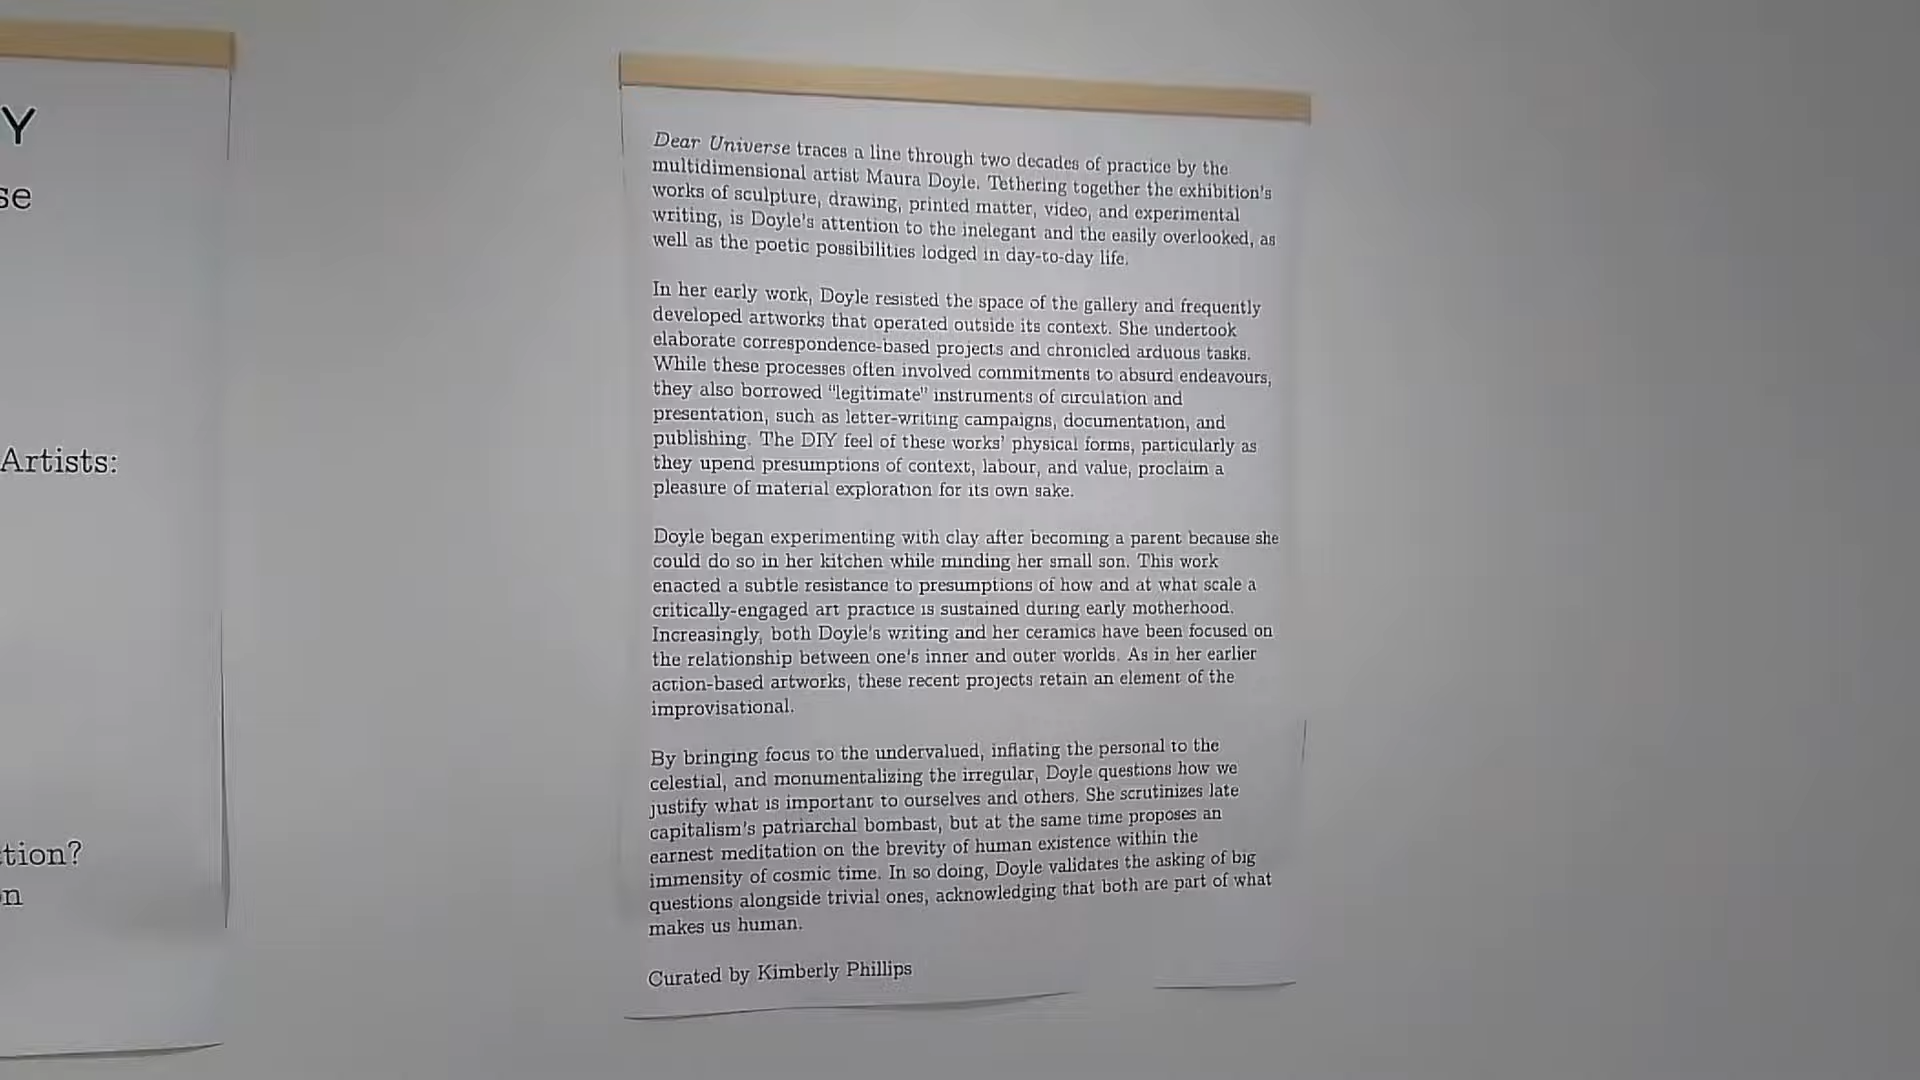 Y
se
Artists:
tion?
n
Dear Universe traces a line through two decades of practice by the
multidimensional artist Maura Doyle. Tethering together the exhibition's
works of sculpture, drawing, printed matter, video, and experimental
writing, is Doyle's attention to the inelegant and the easily overlooked, as
well as the poetic possibilities lodged in day-to-day life.
In her early work, Doyle resisted the space of the gallery and frequently
developed artworks that operated outside its context. She undertook
elaborate correspondence-based projects and chronicled arduous tasks.
While these processes often involved commitments to absurd endeavours,
they also borrowed "legitimate" instruments of circulation and
presentation, such as letter-writing campaigns, documentation, and
publishing. The DIY feel of these works' physical forms, particularly as
they upend presumptions of context, labour, and value, proclaim a
pleasure of material exploration for its own sake.
Doyle began experimenting with clay after becoming a parent because she
could do so in her kitchen while minding her small son. This work
enacted a subtle resistance to presumptions of how and at what scale a
critically-engaged art practice is sustained during early motherhood.
Increasingly, both Doyle's writing and her ceramics have been focused on
the relationship between one's inner and outer worlds. As in her earlier
action-based artworks, these recent projects retain an element of the
improvisational.
By bringing focus to the undervalued, inflating the personal to the
celestial, and monumentalizing the irregular, Doyle questions how we
justify what is important to ourselves and others. She scrutinizes late
capitalism's patriarchal bombast, but at the same time proposes an
earnest meditation on the brevity of human existence within the
immensity of cosmic time. In so doing, Doyle validates the asking of big
questions alongside trivial ones, acknowledging that both are part of what
makes us human.
Curated by Kimberly Phillips